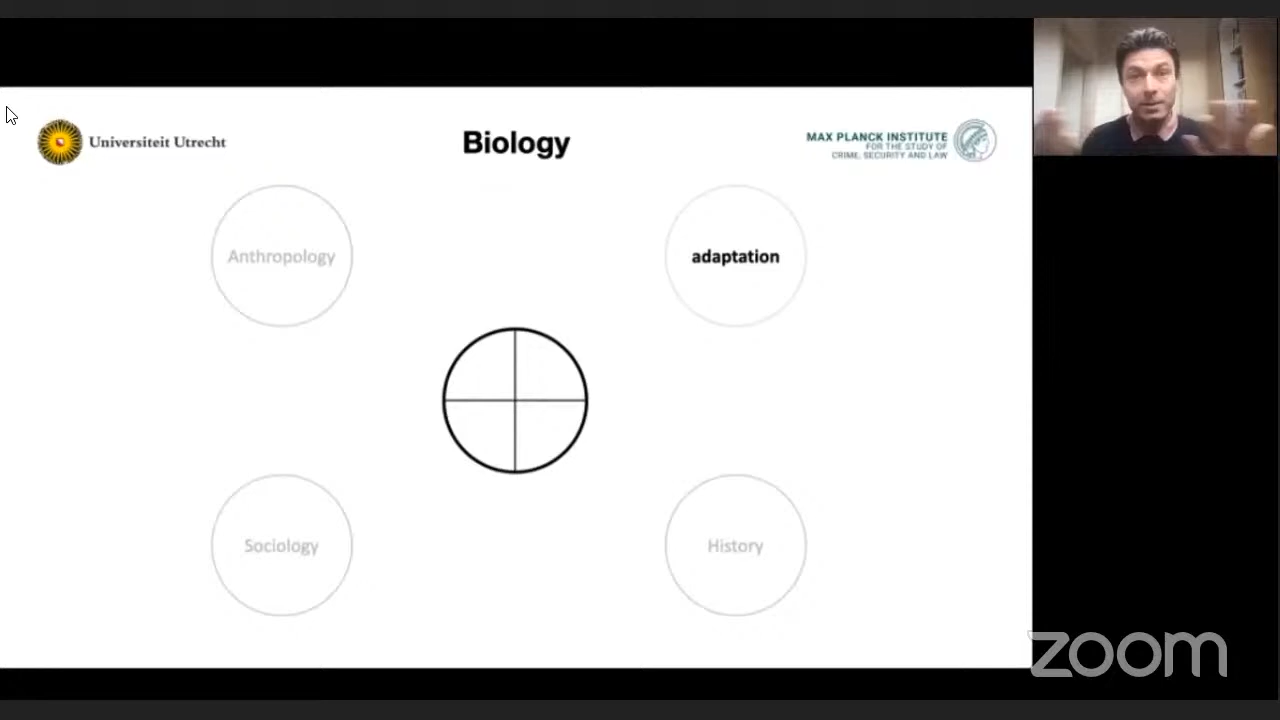 Universiteit Utrecht
Biology
MAX PLANCK INSTITUTE
FOR THE STUDY OF
CRIME, SECURITY AND LAW
Anthropology
adaptation
Sociology
History
zoom